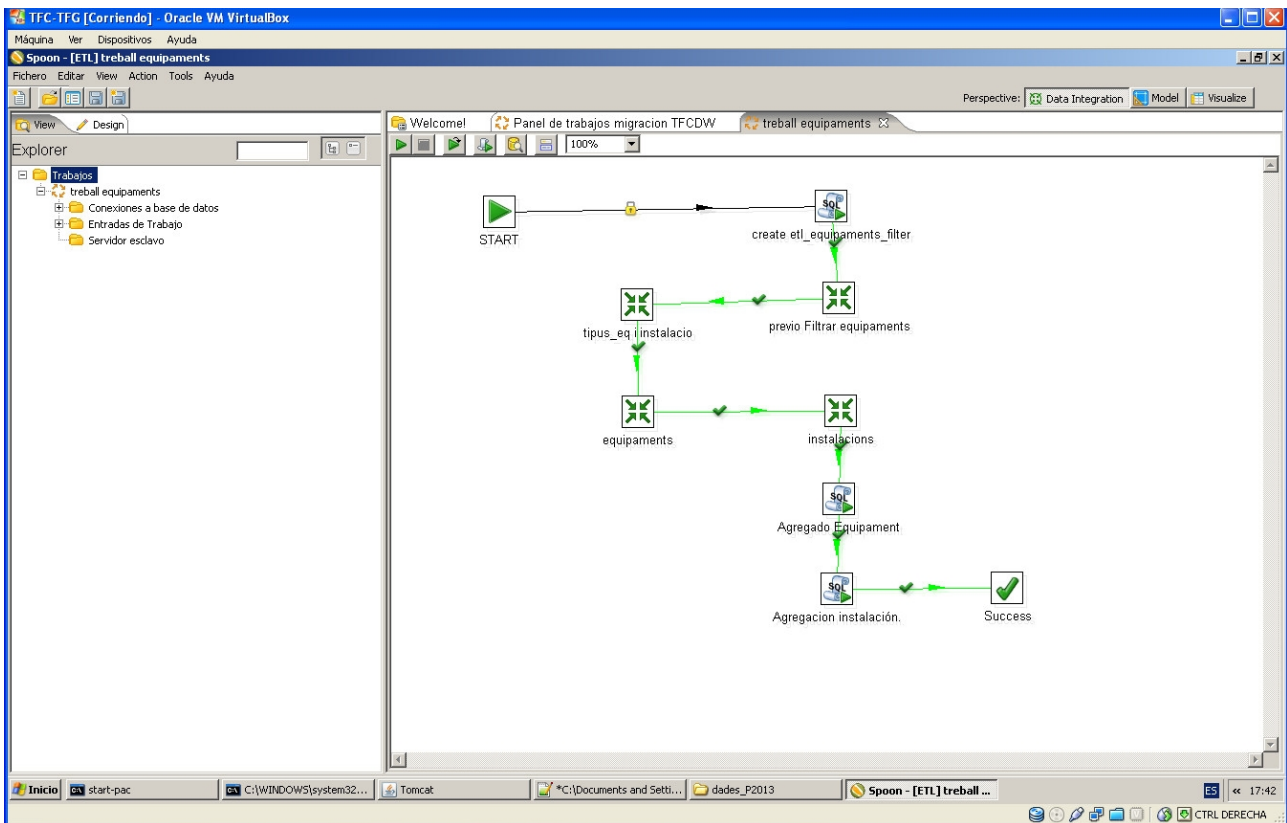 TFC-TFG [Corriendo] - Oracle VM VirtualBox
Máquina Ver Dispositivos Ayuda
Spoon - [ETL] treball equipaments
Fichero Editar View Action Tools Ayuda
Perspective: Data Integration Model Visualize
View Design
Welcome! Panel de trabajos migracion TFCDW treball equipaments
Explorer
100%
Trabajos
treball equipaments
Conexiones a base de datos
Entradas de Trabajo
Servidor esclavo
SQL
START
create etl_equipaments_filter
tipus_eq i instalacio
previo Filtrar equipaments
equipaments
instalacions
SQL
Agregado Equipament
SQL
Agregacion instalación.
Success
Inicio start-pac C:\WINDOWS\system32... Tomcat *C:\Documents and Setti... dades_P2013 Spoon - [ETL] treball ... ES « 17:42
CTRL DERECHA